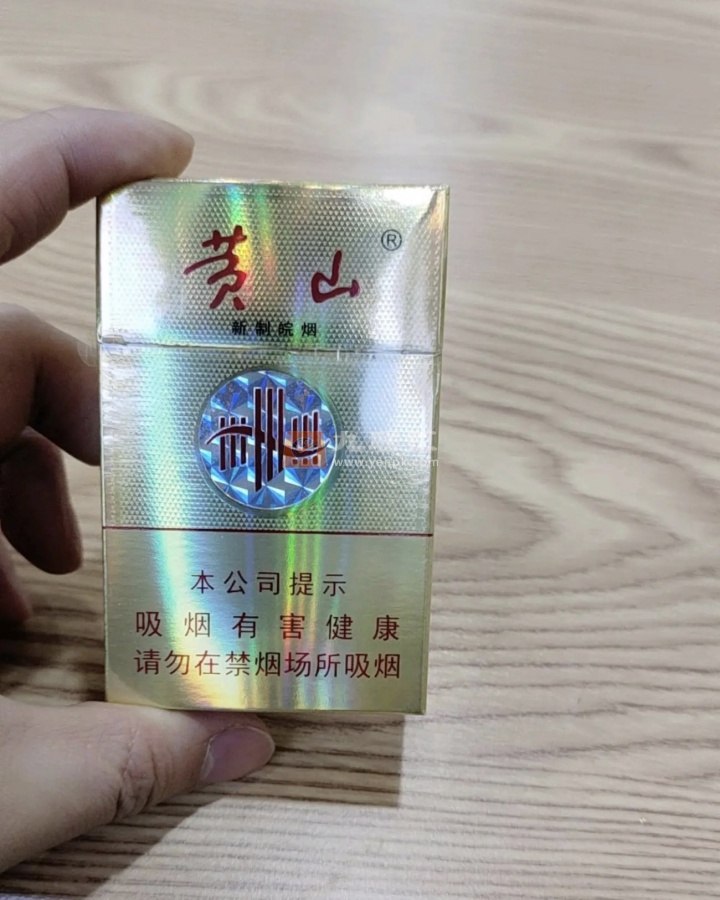 黄山®
新制皖烟
本公司提示
吸烟有害健康
请勿在禁烟场所吸烟